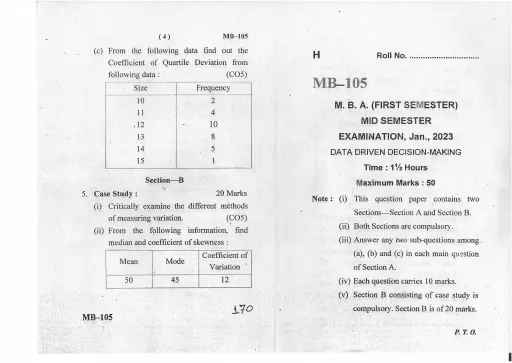 ( 4 ) MB–105
(c) From the following data find out the
Coefficient of Quartile Deviation from
following data : (CO5)
Size Frequency
10 2
11 4
12 10
13 8
14 5
15 1
Section—B
5. Case Study : 20 Marks
(i) Critically examine the different methods
of measuring variation. (CO5)
(ii) From the following information, find
median and coefficient of skewness :
Mean Mode Coefficient of
Variation
50 45 12
MB–105
170
H Roll No. ..............................
MB–105
M. B. A. (FIRST SEMESTER)
MID SEMESTER
EXAMINATION, Jan., 2023
DATA DRIVEN DECISION-MAKING
Time : 1½ Hours
Maximum Marks : 50
Note : (i) This question paper contains two
Sections—Section A and Section B.
(ii) Both Sections are compulsory.
(iii) Answer any two sub-questions among
(a), (b) and (c) in each main question
of Section A.
(iv) Each question carries 10 marks.
(v) Section B consisting of case study is
compulsory. Section B is of 20 marks.
P. T. O.